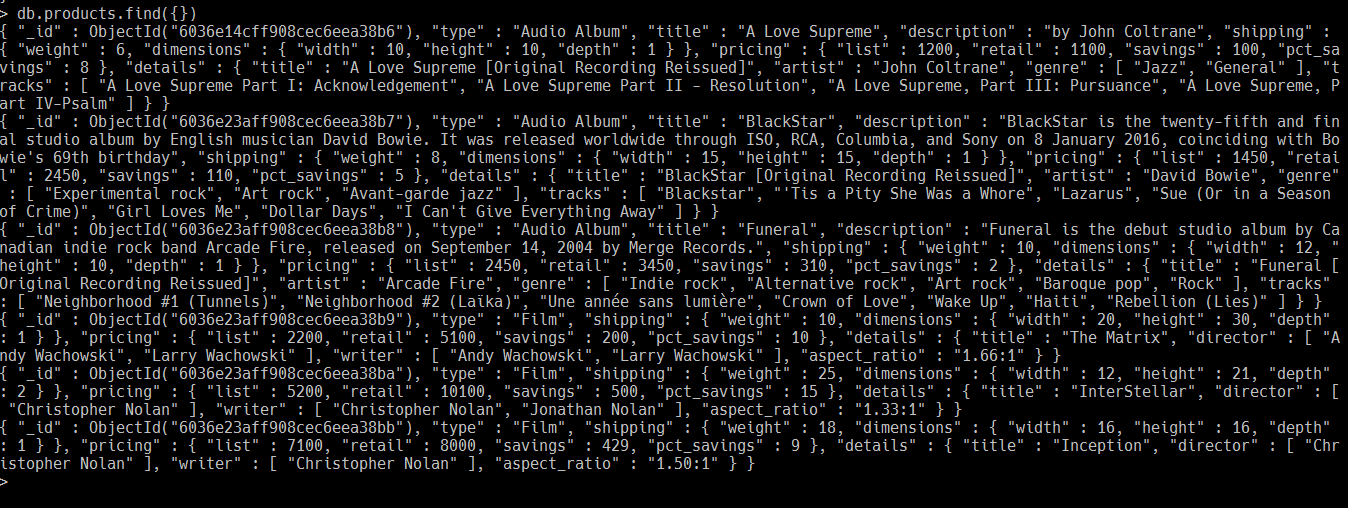 > db.products.find({})
{ "_id" : ObjectId("6036e14cff908cec6eea38b6"), "type" : "Audio Album", "title" : "A Love Supreme", "description" : "by John Coltrane", "shipping" :
{ "weight" : 6, "dimensions" : { "width" : 10, "height" : 10, "depth" : 1 } }, "pricing" : { "list" : 1200, "retail" : 1100, "savings" : 100, "pct_sa
vings" : 8 }, "details" : { "title" : "A Love Supreme [Original Recording Reissued]", "artist" : "John Coltrane", "genre" : [ "Jazz", "General" ], "t
racks" : [ "A Love Supreme Part I: Acknowledgement", "A Love Supreme Part II - Resolution", "A Love Supreme, Part III: Pursuance", "A Love Supreme, P
art IV-Psalm" ] } }
{ "_id" : ObjectId("6036e23aff908cec6eea38b7"), "type" : "Audio Album", "title" : "BlackStar", "description" : "BlackStar is the twenty-fifth and fin
al studio album by English musician David Bowie. It was released worldwide through ISO, RCA, Columbia, and Sony on 8 January 2016, coinciding with Bo
wie's 69th birthday", "shipping" : { "weight" : 8, "dimensions" : { "width" : 15, "height" : 15, "depth" : 1 } }, "pricing" : { "list" : 1450, "retai
l" : 2450, "savings" : 110, "pct_savings" : 5 }, "details" : { "title" : "BlackStar [Original Recording Reissued]", "artist" : "David Bowie", "genre"
: [ "Experimental rock", "Art rock", "Avant-garde jazz" ], "tracks" : [ "Blackstar", "'Tis a Pity She Was a Whore", "Lazarus", "Sue (Or in a Season
of Crime)", "Girl Loves Me", "Dollar Days", "I Can't Give Everything Away" ] } }
{ "_id" : ObjectId("6036e23aff908cec6eea38b8"), "type" : "Audio Album", "title" : "Funeral", "description" : "Funeral is the debut studio album by Ca
nadian indie rock band Arcade Fire, released on September 14, 2004 by Merge Records.", "shipping" : { "weight" : 10, "dimensions" : { "width" : 12, "
height" : 10, "depth" : 1 } }, "pricing" : { "list" : 2450, "retail" : 3450, "savings" : 310, "pct_savings" : 2 }, "details" : { "title" : "Funeral [
Original Recording Reissued]", "artist" : "Arcade Fire", "genre" : [ "Indie rock", "Alternative rock", "Art rock", "Baroque pop", "Rock" ], "tracks"
: [ "Neighborhood #1 (Tunnels)", "Neighborhood #2 (Laïka)", "Une année sans lumière", "Crown of Love", "Wake Up", "Haïti", "Rebellion (Lies)" ] } }
{ "_id" : ObjectId("6036e23aff908cec6eea38b9"), "type" : "Film", "shipping" : { "weight" : 10, "dimensions" : { "width" : 20, "height" : 30, "depth"
: 1 } }, "pricing" : { "list" : 2200, "retail" : 5100, "savings" : 200, "pct_savings" : 10 }, "details" : { "title" : "The Matrix", "director" : [ "A
ndy Wachowski", "Larry Wachowski" ], "writer" : [ "Andy Wachowski", "Larry Wachowski" ], "aspect_ratio" : "1.66:1" } }
{ "_id" : ObjectId("6036e23aff908cec6eea38ba"), "type" : "Film", "shipping" : { "weight" : 25, "dimensions" : { "width" : 12, "height" : 21, "depth"
: 2 } }, "pricing" : { "list" : 5200, "retail" : 10100, "savings" : 500, "pct_savings" : 15 }, "details" : { "title" : "InterStellar", "director" : [
"Christopher Nolan" ], "writer" : [ "Christopher Nolan", "Jonathan Nolan" ], "aspect_ratio" : "1.33:1" } }
{ "_id" : ObjectId("6036e23aff908cec6eea38bb"), "type" : "Film", "shipping" : { "weight" : 18, "dimensions" : { "width" : 16, "height" : 16, "depth"
: 1 } }, "pricing" : { "list" : 7100, "retail" : 8000, "savings" : 429, "pct_savings" : 9 }, "details" : { "title" : "Inception", "director" : [ "Chr
istopher Nolan" ], "writer" : [ "Christopher Nolan" ], "aspect_ratio" : "1.50:1" } }
>